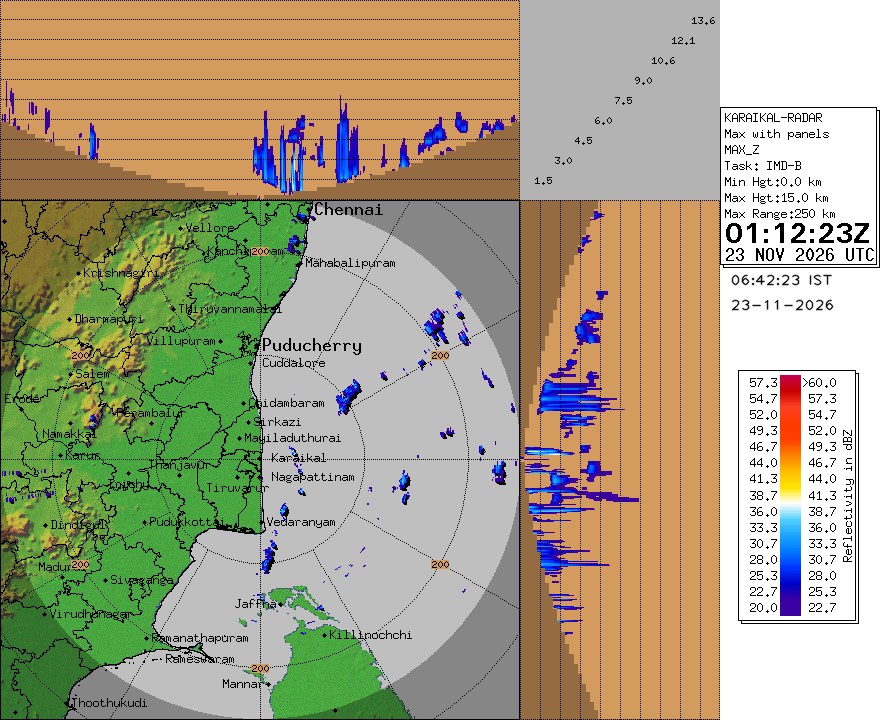 13.6
12.1
10.6
9.0
7.5
6.0
4.5
3.0
1.5
KARAIKAL-RADAR
Max with panels
MAX_Z
Task: IMD-B
Min Hgt:0.0 km
Max Hgt:15.0 km
Max Range:250 km
01:12:23Z
23 NOV 2026 UTC
06:42:23 IST
23-11-2026
Chennai
Vellore
200
Mahabalipuram
Krishnagiri
Thiruvannamalai
Dharmapuri
Villupuram
Puducherry
200
200
Cuddalore
Salem
Erode
Chidambaram
Perambalur
Sirkazi
Namakkal
Mayiladuthurai
Karur
Karaikal
Thanjavur
Nagapattinam
Tiruvarur
Pudukkottai
Vedaranyam
Dindigul
200
200
Madurai
Sivaganga
Jaffna
Virudhunagar
Ramanathapuram
Killinochchi
Rameswaram
200
Mannar
Thoothukudi
57.3 >60.0
54.7 57.3
52.0 54.7
49.3 52.0
46.7 49.3
44.0 46.7
41.3 44.0
38.7 41.3
36.0 38.7
33.3 36.0
30.7 33.3
28.0 30.7
25.3 28.0
22.7 25.3
20.0 22.7
Reflectivity in dBZ